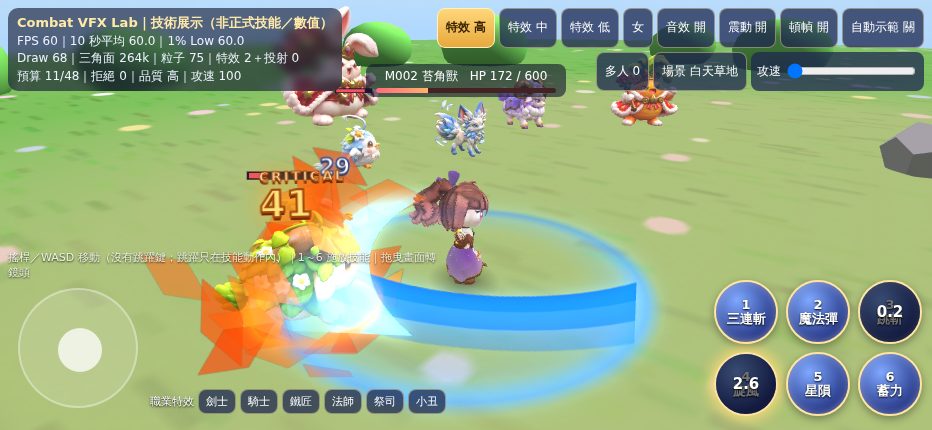 Combat VFX Lab｜技術展示（非正式技能／數值）
FPS 60｜10 秒平均 60.0｜1% Low 60.0
Draw 68｜三角面 264k｜粒子 75｜特效 2＋投射 0
預算 11/48｜拒絕 0｜品質 高｜攻速 100
特效 高
特效 中
特效 低
女
音效 開
震動 開
頓幀 開
自動示範 關
多人 0
場景 白天草地
攻速
M002 苔角獸 HP 172 / 600
29
CRITICAL
41
搖桿／WASD 移動（沒有跳躍鍵，跳躍只在技能動作內）｜1～6 施放技能｜拖曳畫面轉
鏡頭
1
三連斬
2
魔法彈
0.2
2.6
5
星隕
6
蓄力
職業特效
劍士
騎士
鐵匠
法師
祭司
小丑